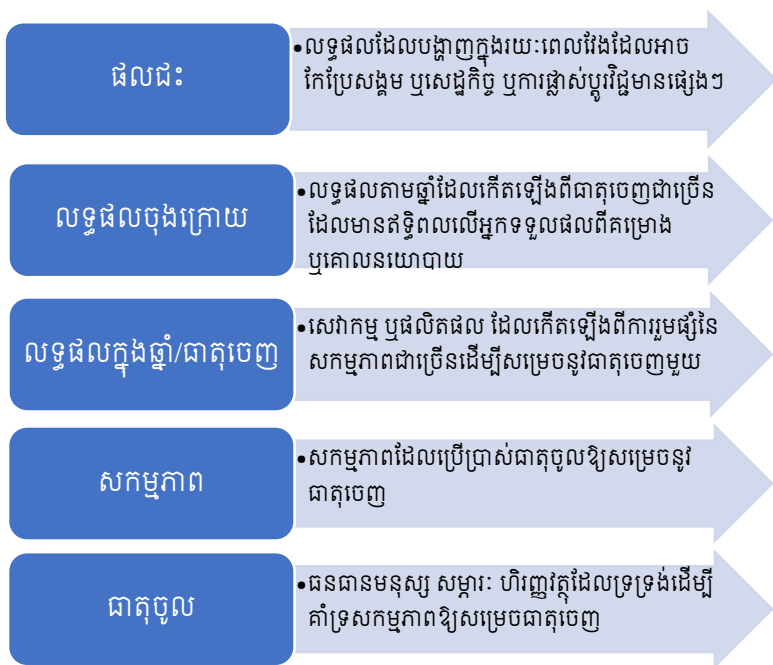 ផលជះ
•លទ្ធផលដែលបង្ហាញក្នុងរយៈពេលវែងដែលអាច
កែប្រែសង្គម ឬសេដ្ឋកិច្ច ឬការផ្លាស់ប្តូរវិជ្ជមានផ្សេងៗ
លទ្ធផលចុងក្រោយ
•លទ្ធផលតាមឆ្នាំដែលកើតឡើងពីធាតុចេញជាច្រើន
ដែលមានឥទ្ធិពលលើអ្នកទទួលផលពីគម្រោង
ឬគោលនយោបាយ
លទ្ធផលក្នុងឆ្នាំ/ធាតុចេញ
•សេវាកម្ម ឬផលិតផល ដែលកើតឡើងពីការរួមផ្សំនៃ
សកម្មភាពជាច្រើនដើម្បីសម្រេចនូវធាតុចេញមួយ
សកម្មភាព
•សកម្មភាពដែលប្រើប្រាស់ធាតុចូលឱ្យសម្រេចនូវ
ធាតុចេញ
ធាតុចូល
•ធនធានមនុស្ស សម្ភារៈ ហិរញ្ញវត្ថុដែលទ្រទ្រង់ដើម្បី
គាំទ្រសកម្មភាពឱ្យសម្រេចធាតុចេញ